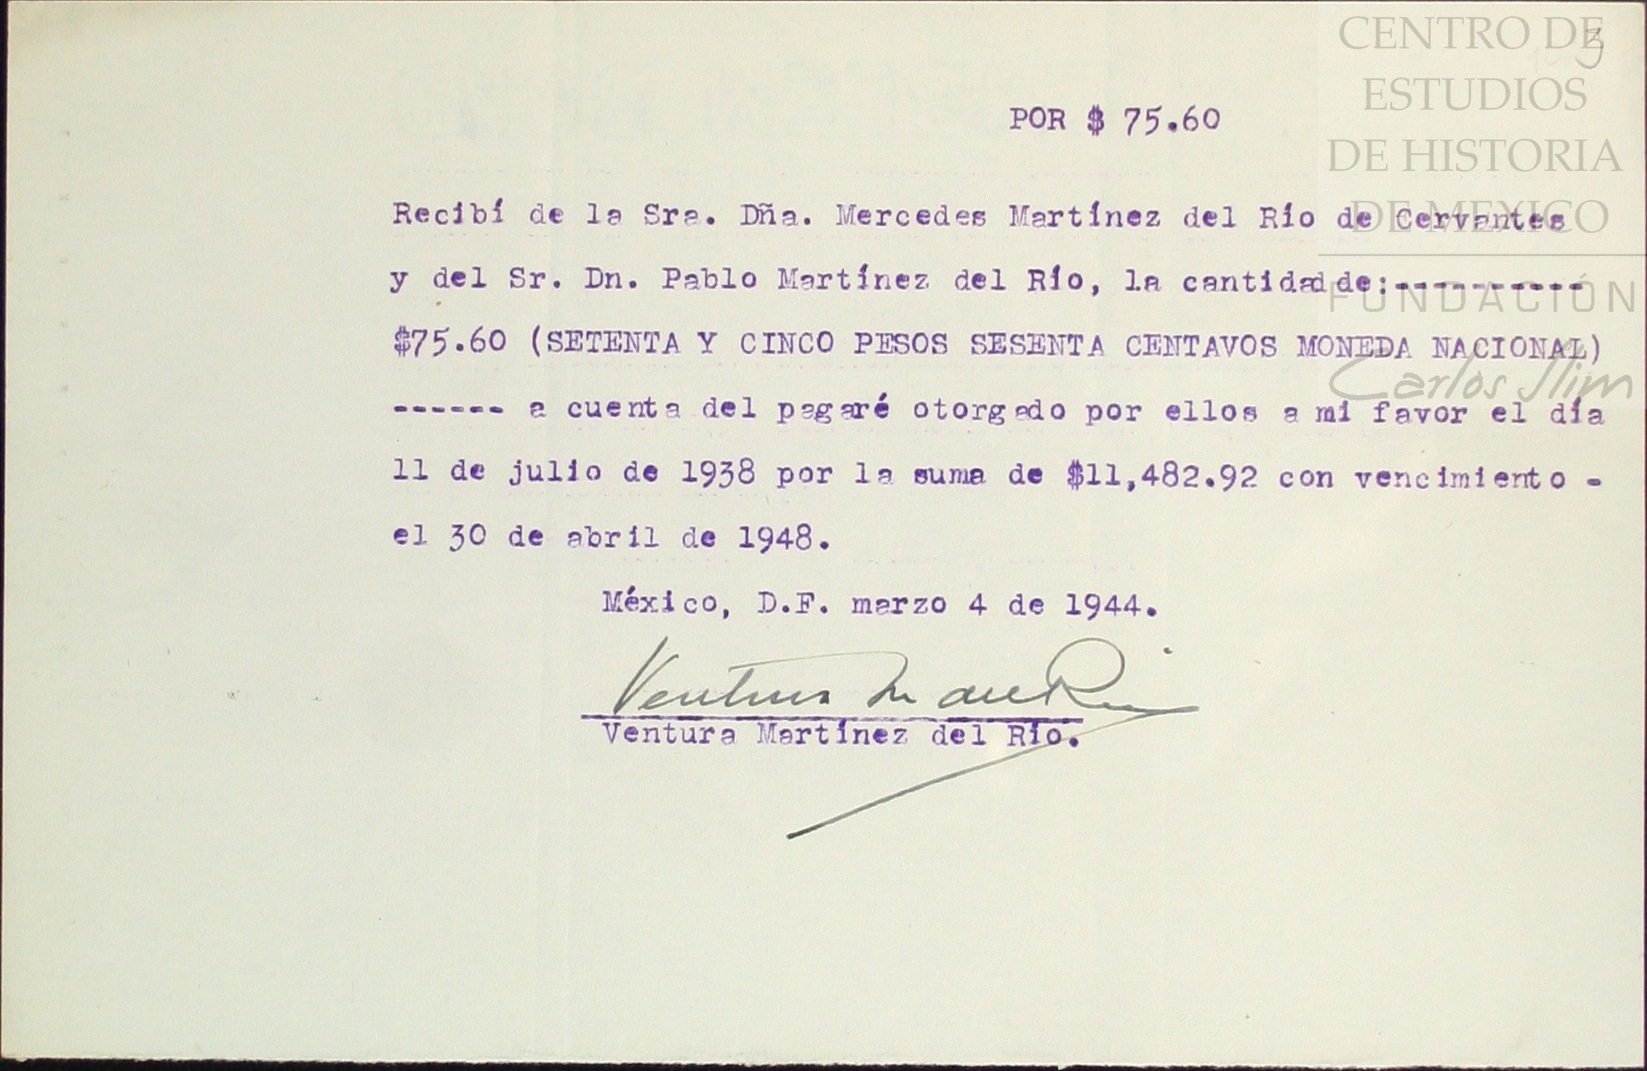 CENTRO DE
ESTUDIOS
DE HISTORIA
DE MEXICO
FUNDACIÓN
Carlos Slim
3
POR $ 75.60
Recibí de la Sra. Dña. Mercedes Martínez del Río de Cervantes
y del Sr. Dn. Pablo Martínez del Río, la cantidad de:----------
$75.60 (SETENTA Y CINCO PESOS SESENTA CENTAVOS MONEDA NACIONAL)
------ a cuenta del pagaré otorgado por ellos a mi favor el día
11 de julio de 1938 por la suma de $11,482.92 con vencimiento -
el 30 de abril de 1948.
México, D.F. marzo 4 de 1944.
Ventura M del Río
Ventura Martínez del Río.